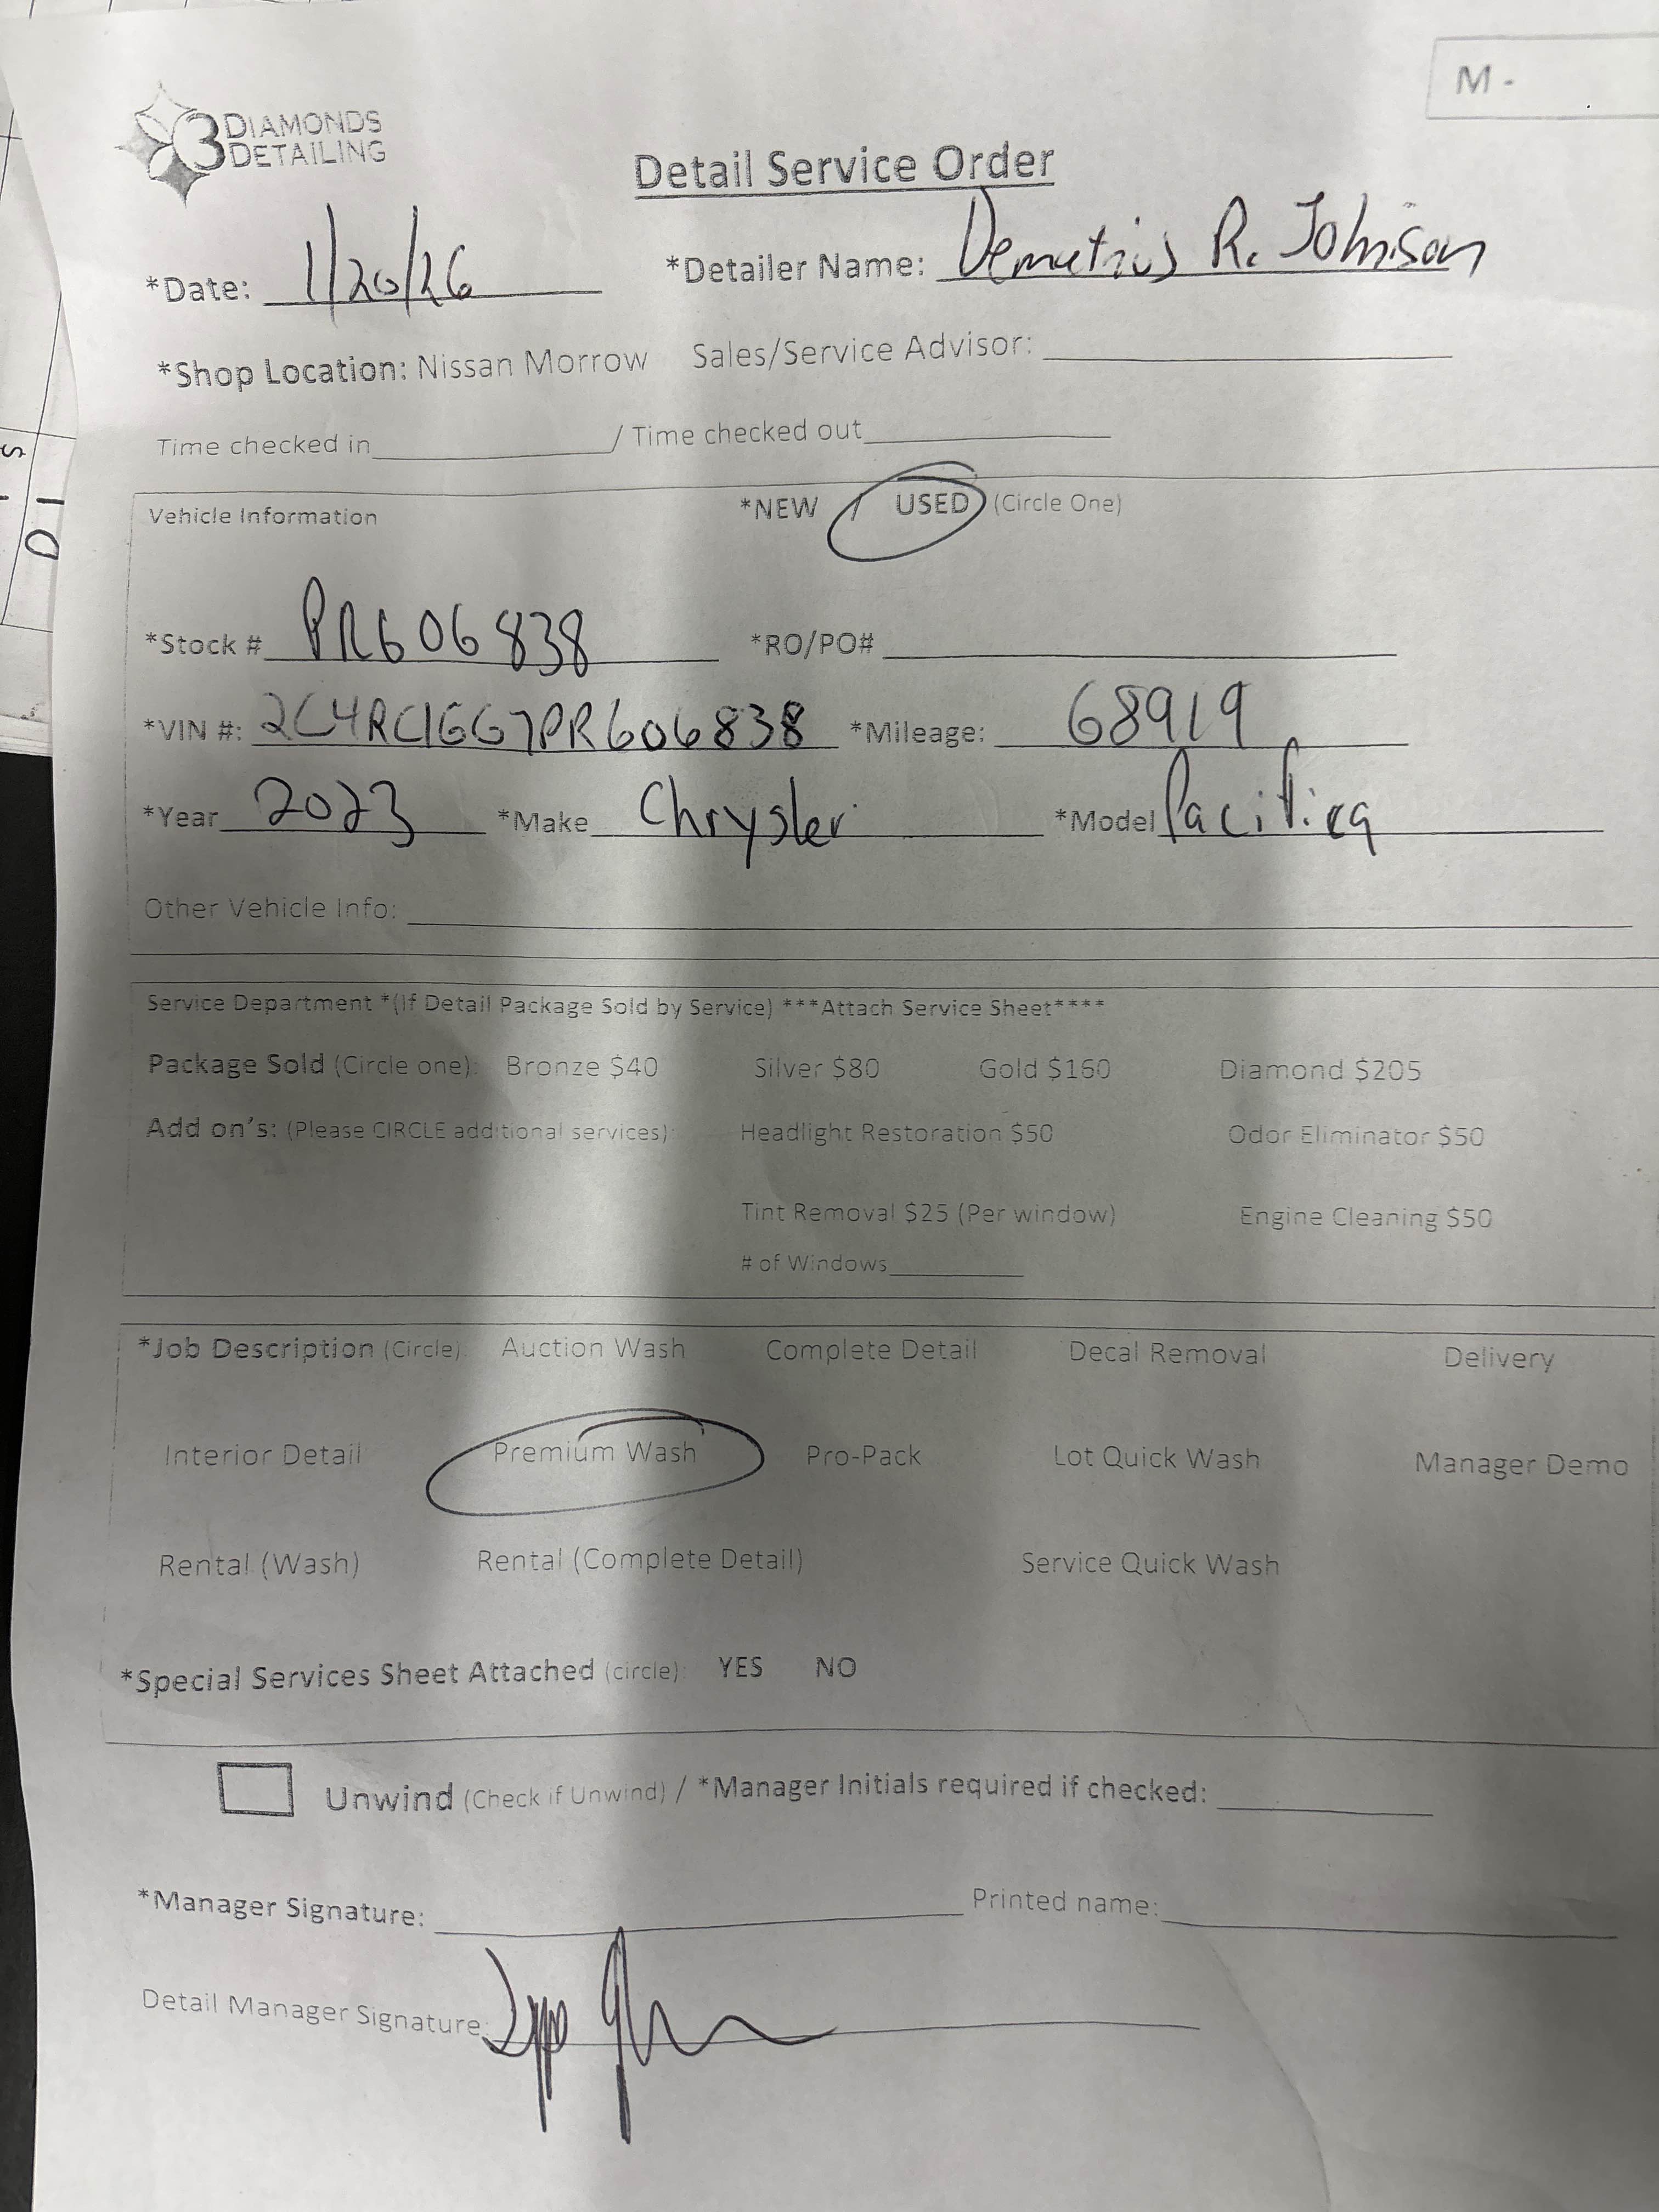 M -
3 DIAMONDS
DETAILING
Detail Service Order
*Date: 1/20/26 *Detailer Name: Demetrius R. Johnson
*Shop Location: Nissan Morrow Sales/Service Advisor:
Time checked in / Time checked out
Vehicle Information *NEW / USED (Circle One)
*Stock # PR606838 *RO/PO#
*VIN #: 2C4RC1GG7PR606838 *Mileage: 68919
*Year 2023 *Make Chrysler *Model Pacifica
Other Vehicle Info:
Service Department *(If Detail Package Sold by Service) ***Attach Service Sheet****
Package Sold (Circle one): Bronze $40 Silver $80 Gold $160 Diamond $205
Add on's: (Please CIRCLE additional services): Headlight Restoration $50 Odor Eliminator $50
Tint Removal $25 (Per window) Engine Cleaning $50
# of Windows
*Job Description (Circle): Auction Wash Complete Detail Decal Removal Delivery
Interior Detail Premium Wash Pro-Pack Lot Quick Wash Manager Demo
Rental (Wash) Rental (Complete Detail) Service Quick Wash
*Special Services Sheet Attached (circle): YES NO
Unwind (Check if Unwind) / *Manager Initials required if checked:
*Manager Signature: Printed name:
Detail Manager Signature: